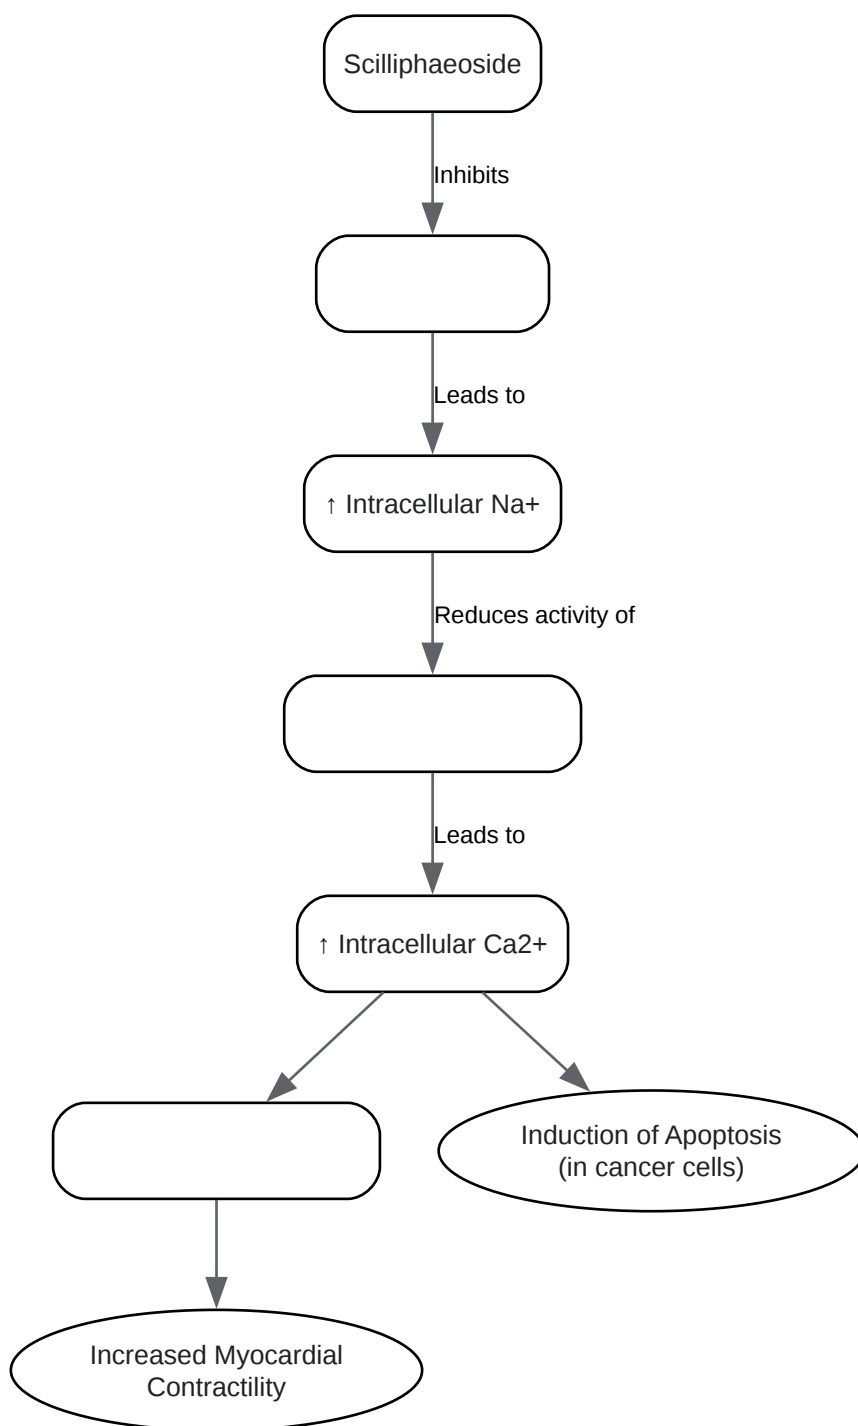 Scilliphaeoside
Inhibits
Leads to
↑ Intracellular Na+
Reduces activity of
Leads to
↑ Intracellular Ca2+
Induction of Apoptosis
(in cancer cells)
Increased Myocardial
Contractility